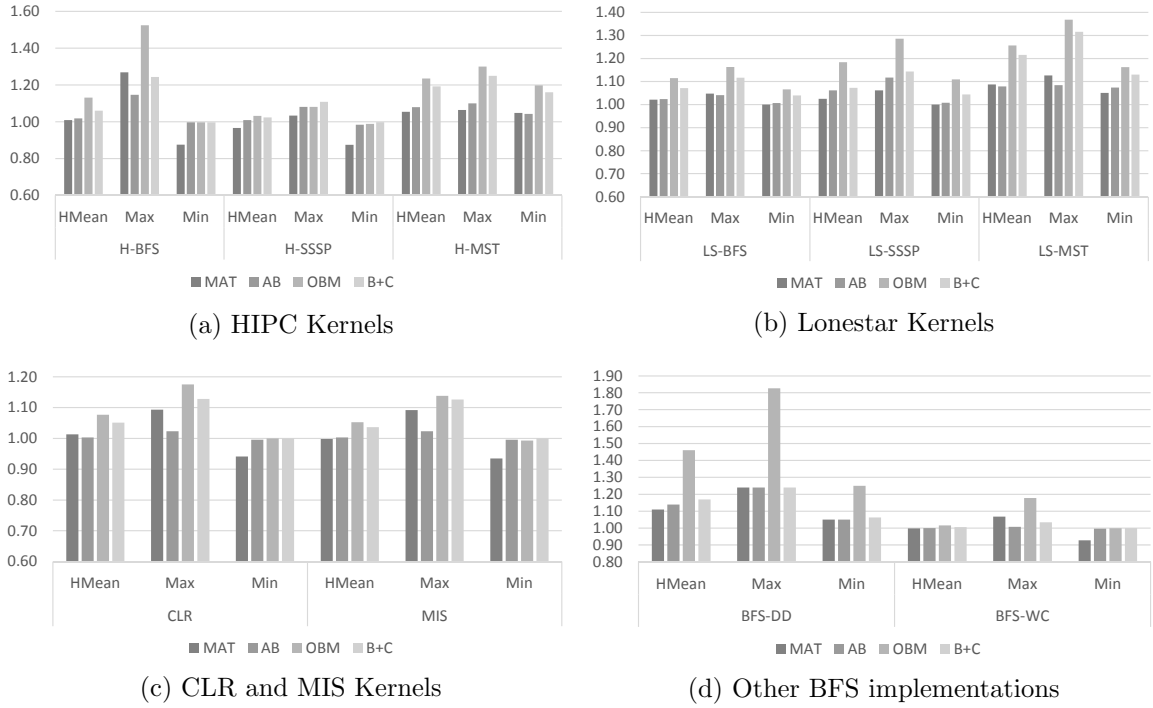 1.60
1.40
1.20
1.00
0.80
0.60
HMean Max Min HMean Max Min HMean Max Min
H-BFS H-SSSP H-MST
MAT AB OBM B+C
(a) HIPC Kernels
1.40
1.30
1.20
1.10
1.00
0.90
0.80
0.70
0.60
HMean Max Min HMean Max Min HMean Max Min
LS-BFS LS-SSSP LS-MST
MAT AB OBM B+C
(b) Lonestar Kernels
1.20
1.10
1.00
0.90
0.80
0.70
0.60
HMean Max Min HMean Max Min
CLR MIS
MAT AB OBM B+C
(c) CLR and MIS Kernels
1.90
1.80
1.70
1.60
1.50
1.40
1.30
1.20
1.10
1.00
0.90
0.80
HMean Max Min HMean Max Min
BFS-DD BFS-WC
MAT AB OBM B+C
(d) Other BFS implementations